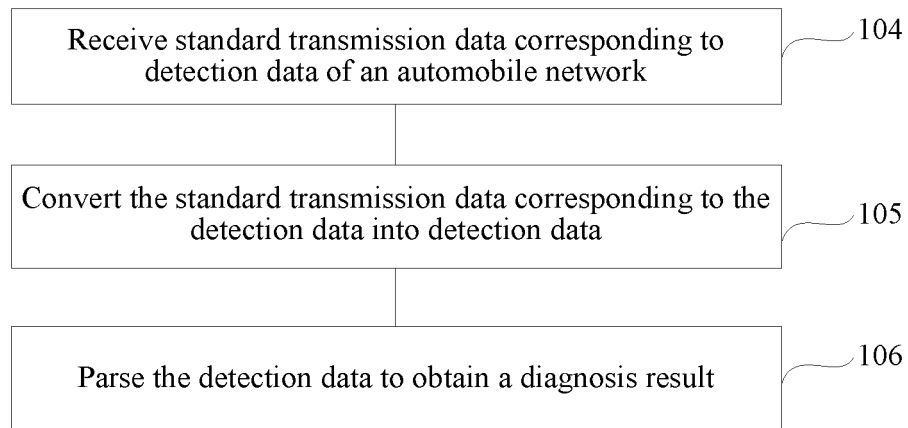 Receive standard transmission data corresponding to
detection data of an automobile network
104
Convert the standard transmission data corresponding to the
detection data into detection data
105
Parse the detection data to obtain a diagnosis result
106